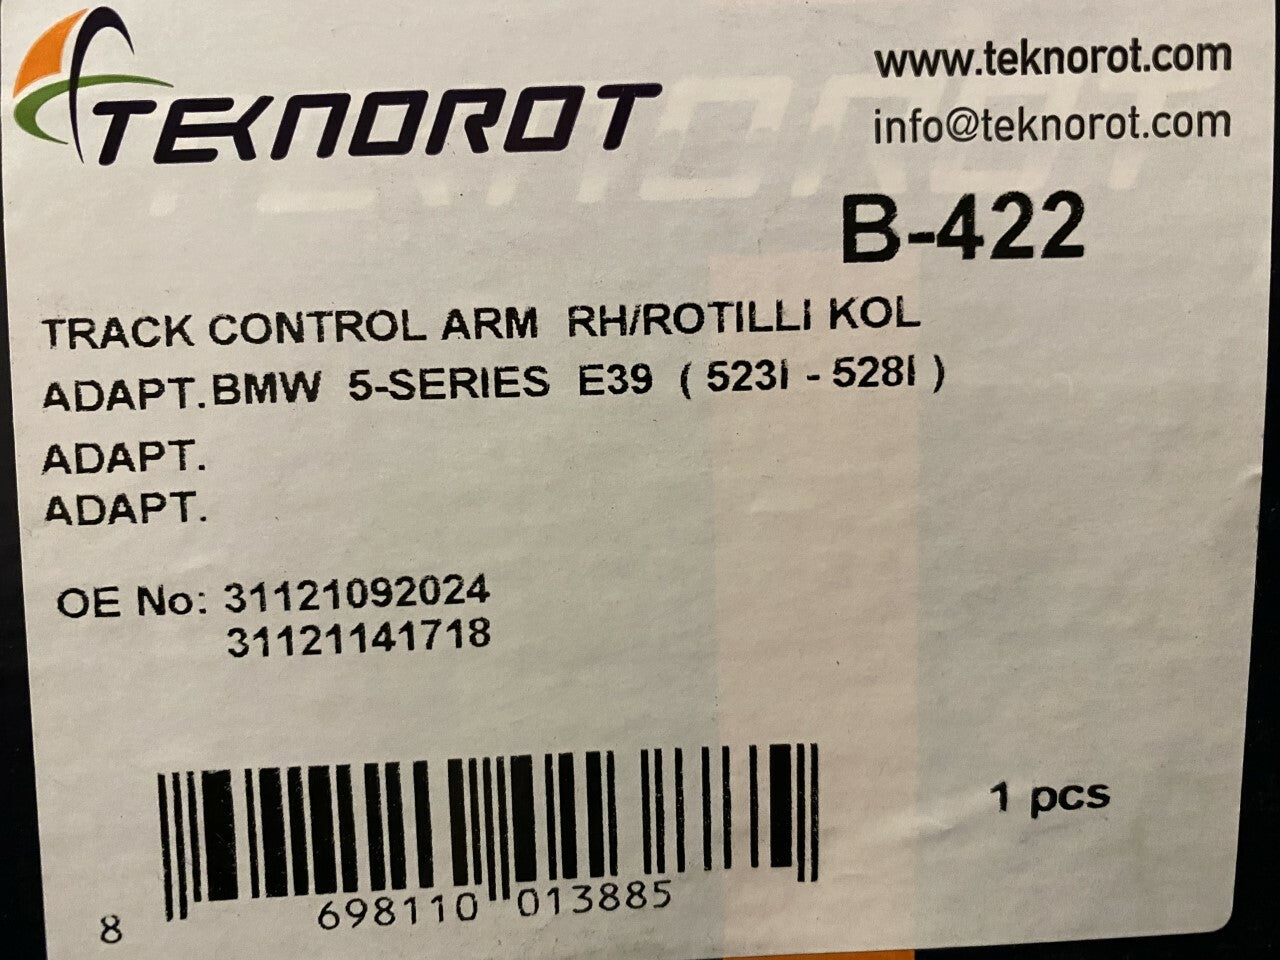 TEKNOROT
www.teknorot.com
info@teknorot.com
B-422
TRACK CONTROL ARM RH/ROTILLI KOL
ADAPT.BMW 5-SERIES E39 ( 523I - 528I )
ADAPT.
ADAPT.
OE No: 31121092024
31121141718
1 pcs
8 698110 013885